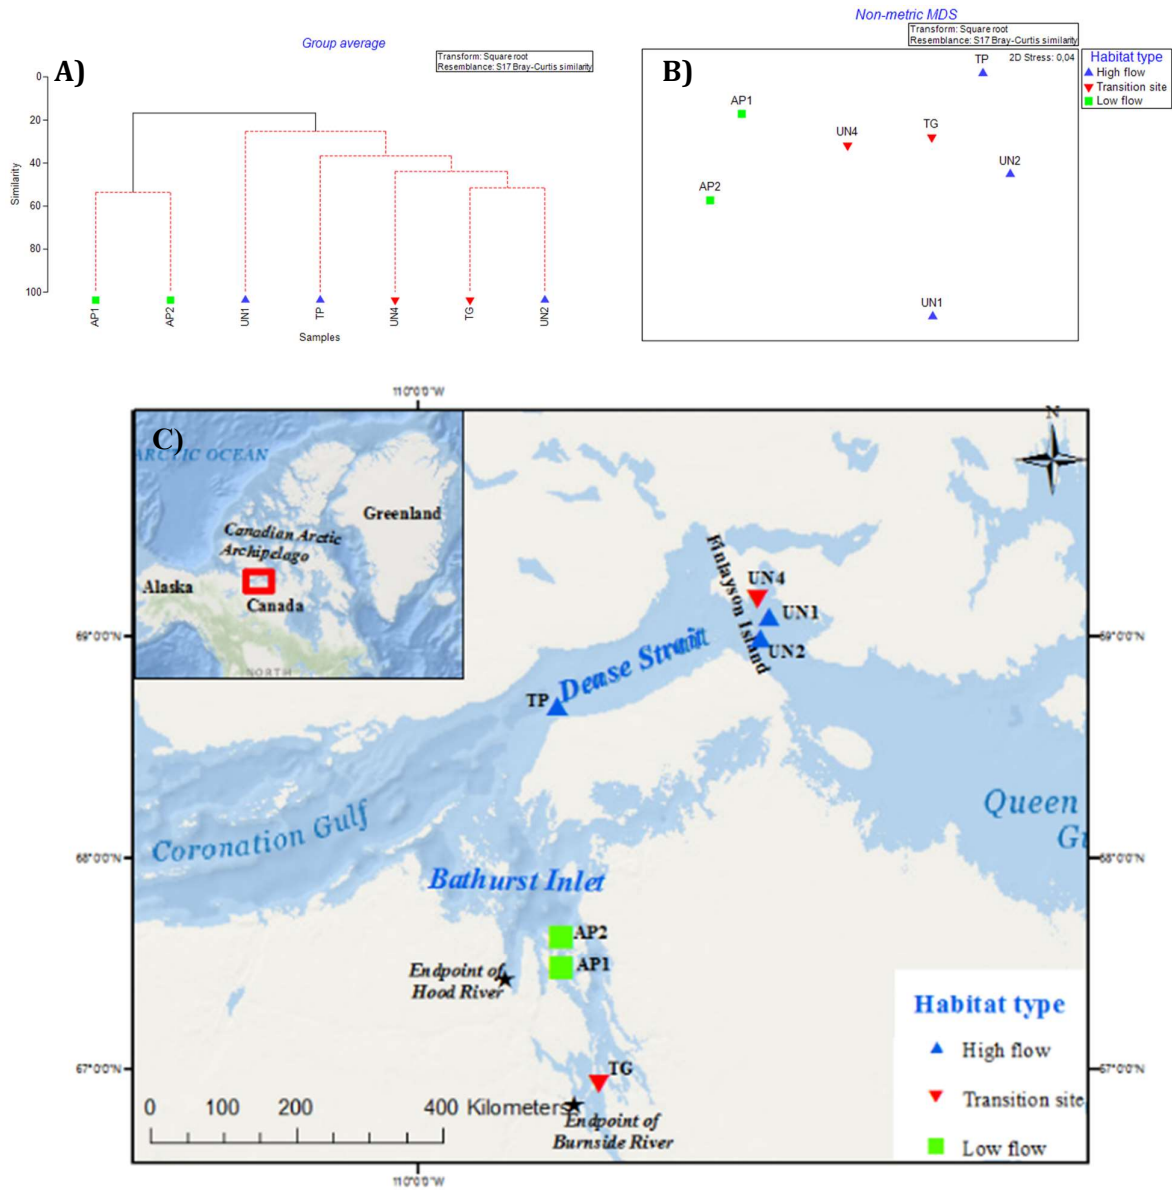 Group average
Transform: Square root
Resemblance: S17 Bray-Curtis similarity
A)
0
20
40
60
80
100
Similarity
AP1
AP2
UN1
TP
UN4
TG
UN2
Samples
Non-metric MDS
Transform: Square root
Resemblance: S17 Bray-Curtis similarity
B)
2D Stress: 0,04
Habitat type
High flow
Transition site
Low flow
TP
AP1
UN4
TG
UN2
AP2
UN1
110°0'0"W
C)
ARCTIC OCEAN
Greenland
Canadian Arctic
Archipelago
Alaska
Canada
NORTH
N
Finlayson Island
UN4
UN1
UN2
69°0'0"N
69°0'0"N
Dense Strait
TP
Coronation Gulf
Queen
Gu
68°0'0"N
68°0'0"N
Bathurst Inlet
AP2
AP1
Endpoint of
Hood River
67°0'0"N
67°0'0"N
TG
Endpoint of
Burnside River
0 100 200 400 Kilometers
Habitat type
High flow
Transition site
Low flow
110°0'0"W